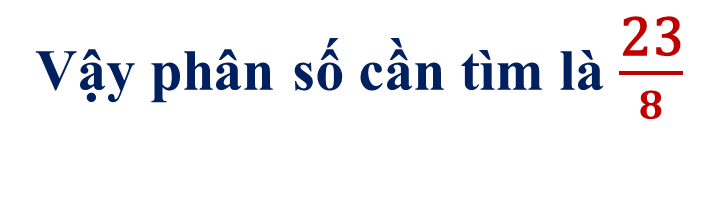 Vậy phân số cần tìm là 23/8